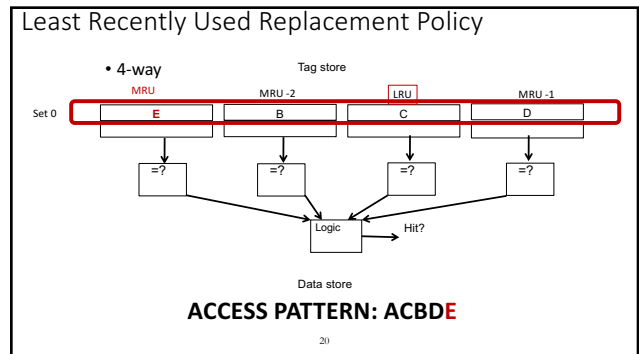 Least Recently Used Replacement Policy
• 4-way
Tag store
MRU MRU -2 LRU MRU -1
Set 0 E B C D
=? =? =? =?
Logic Hit?
Data store
ACCESS PATTERN: ACBDE
20